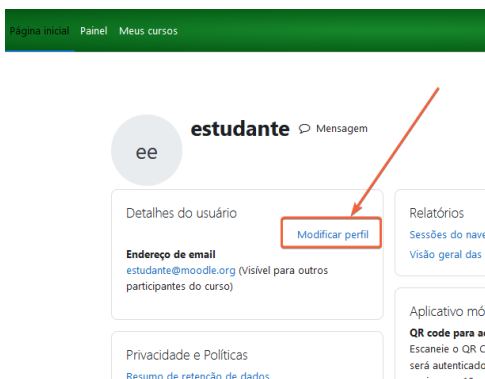 Página inicial Painel Meus cursos
estudante Mensagem
ee
Detalhes do usuário
Modificar perfil
Endereço de email
estudante@moodle.org (Visível para outros
participantes do curso)
Privacidade e Políticas
Resumo de retenção de dados
Relatórios
Sessões do nave
Visão geral das
Aplicativo mó
QR code para a
Escaneie o QR C
será autenticado